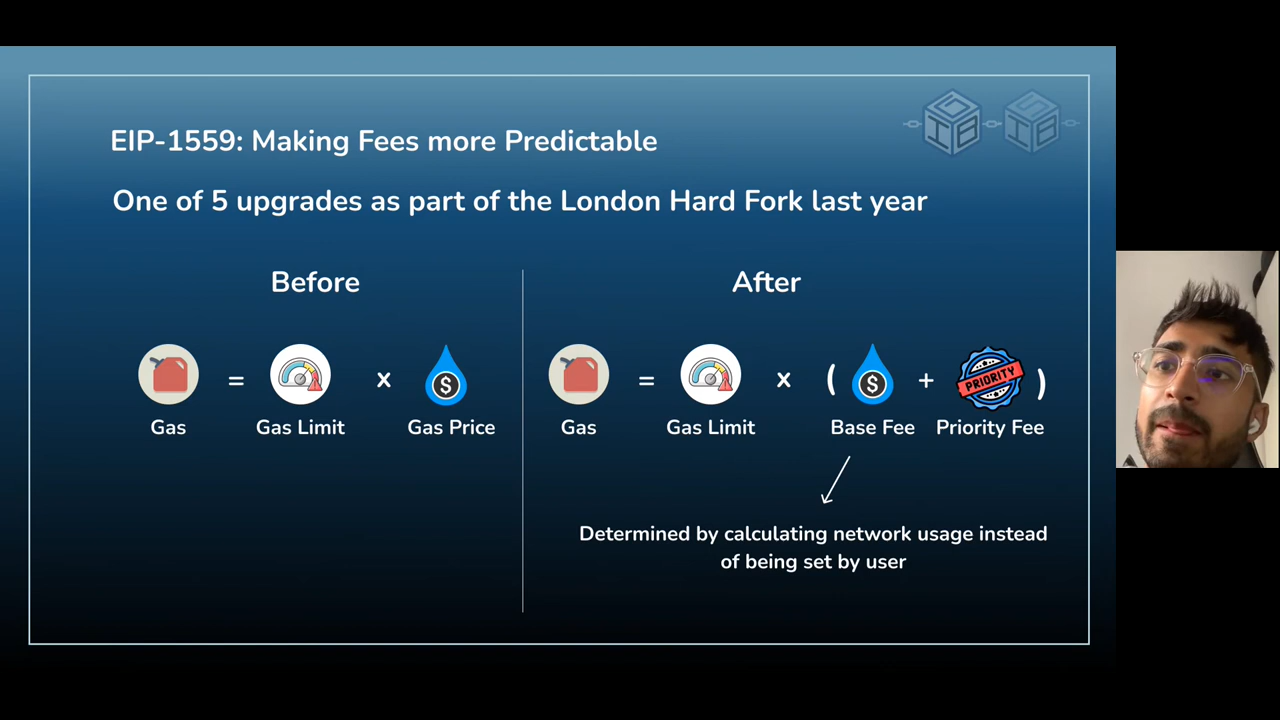 EIP-1559: Making Fees more Predictable
One of 5 upgrades as part of the London Hard Fork last year
Before
After
= x
Gas Gas Limit Gas Price
= x ( $ + PRIORITY )
Gas Gas Limit Base Fee Priority Fee
Determined by calculating network usage instead
of being set by user